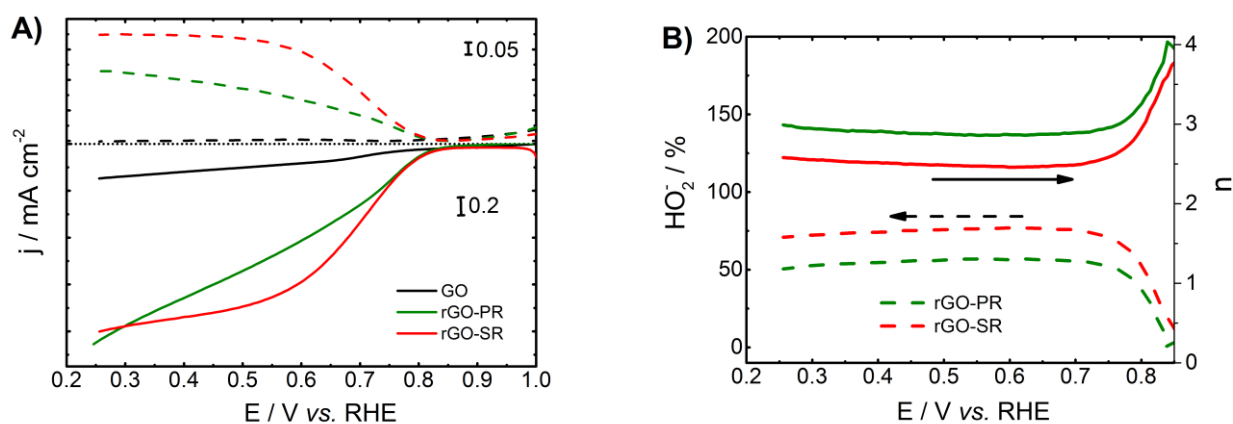 A)
0.05
0.2
j / mA cm⁻²
GO
rGO-PR
rGO-SR
0.2 0.3 0.4 0.5 0.6 0.7 0.8 0.9 1.0
E / V vs. RHE
B)
200
150
125
75
50
0
HO₂⁻ / %
4
3
2
1
0
n
rGO-PR
rGO-SR
0.2 0.3 0.4 0.5 0.6 0.7 0.8
E / V vs. RHE